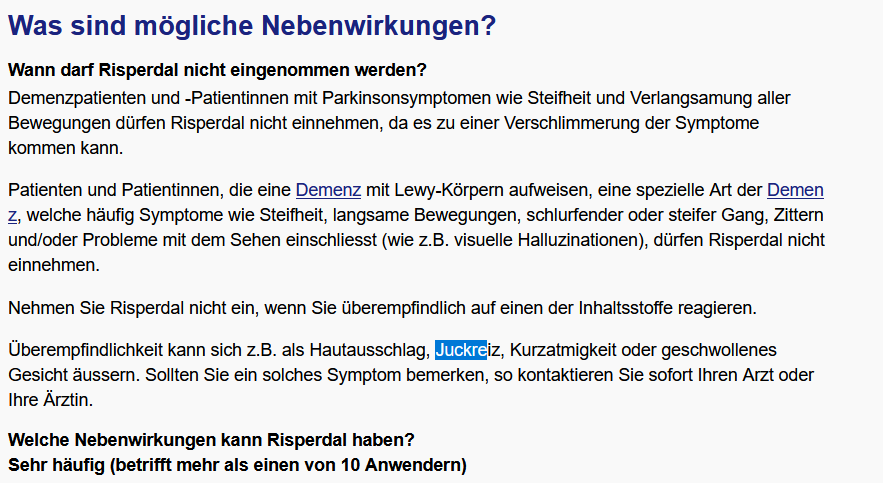 Was sind mögliche Nebenwirkungen?
Wann darf Risperdal nicht eingenommen werden?
Demenzpatienten und -Patientinnen mit Parkinsonsymptomen wie Steifheit und Verlangsamung aller
Bewegungen dürfen Risperdal nicht einnehmen, da es zu einer Verschlimmerung der Symptome
kommen kann.
Patienten und Patientinnen, die eine Demenz mit Lewy-Körpern aufweisen, eine spezielle Art der Demen
z, welche häufig Symptome wie Steifheit, langsame Bewegungen, schlurfender oder steifer Gang, Zittern
und/oder Probleme mit dem Sehen einschliesst (wie z.B. visuelle Halluzinationen), dürfen Risperdal nicht
einnehmen.
Nehmen Sie Risperdal nicht ein, wenn Sie überempfindlich auf einen der Inhaltsstoffe reagieren.
Überempfindlichkeit kann sich z.B. als Hautausschlag, Juckreiz, Kurzatmigkeit oder geschwollenes
Gesicht äussern. Sollten Sie ein solches Symptom bemerken, so kontaktieren Sie sofort Ihren Arzt oder
Ihre Ärztin.
Welche Nebenwirkungen kann Risperdal haben?
Sehr häufig (betrifft mehr als einen von 10 Anwendern)